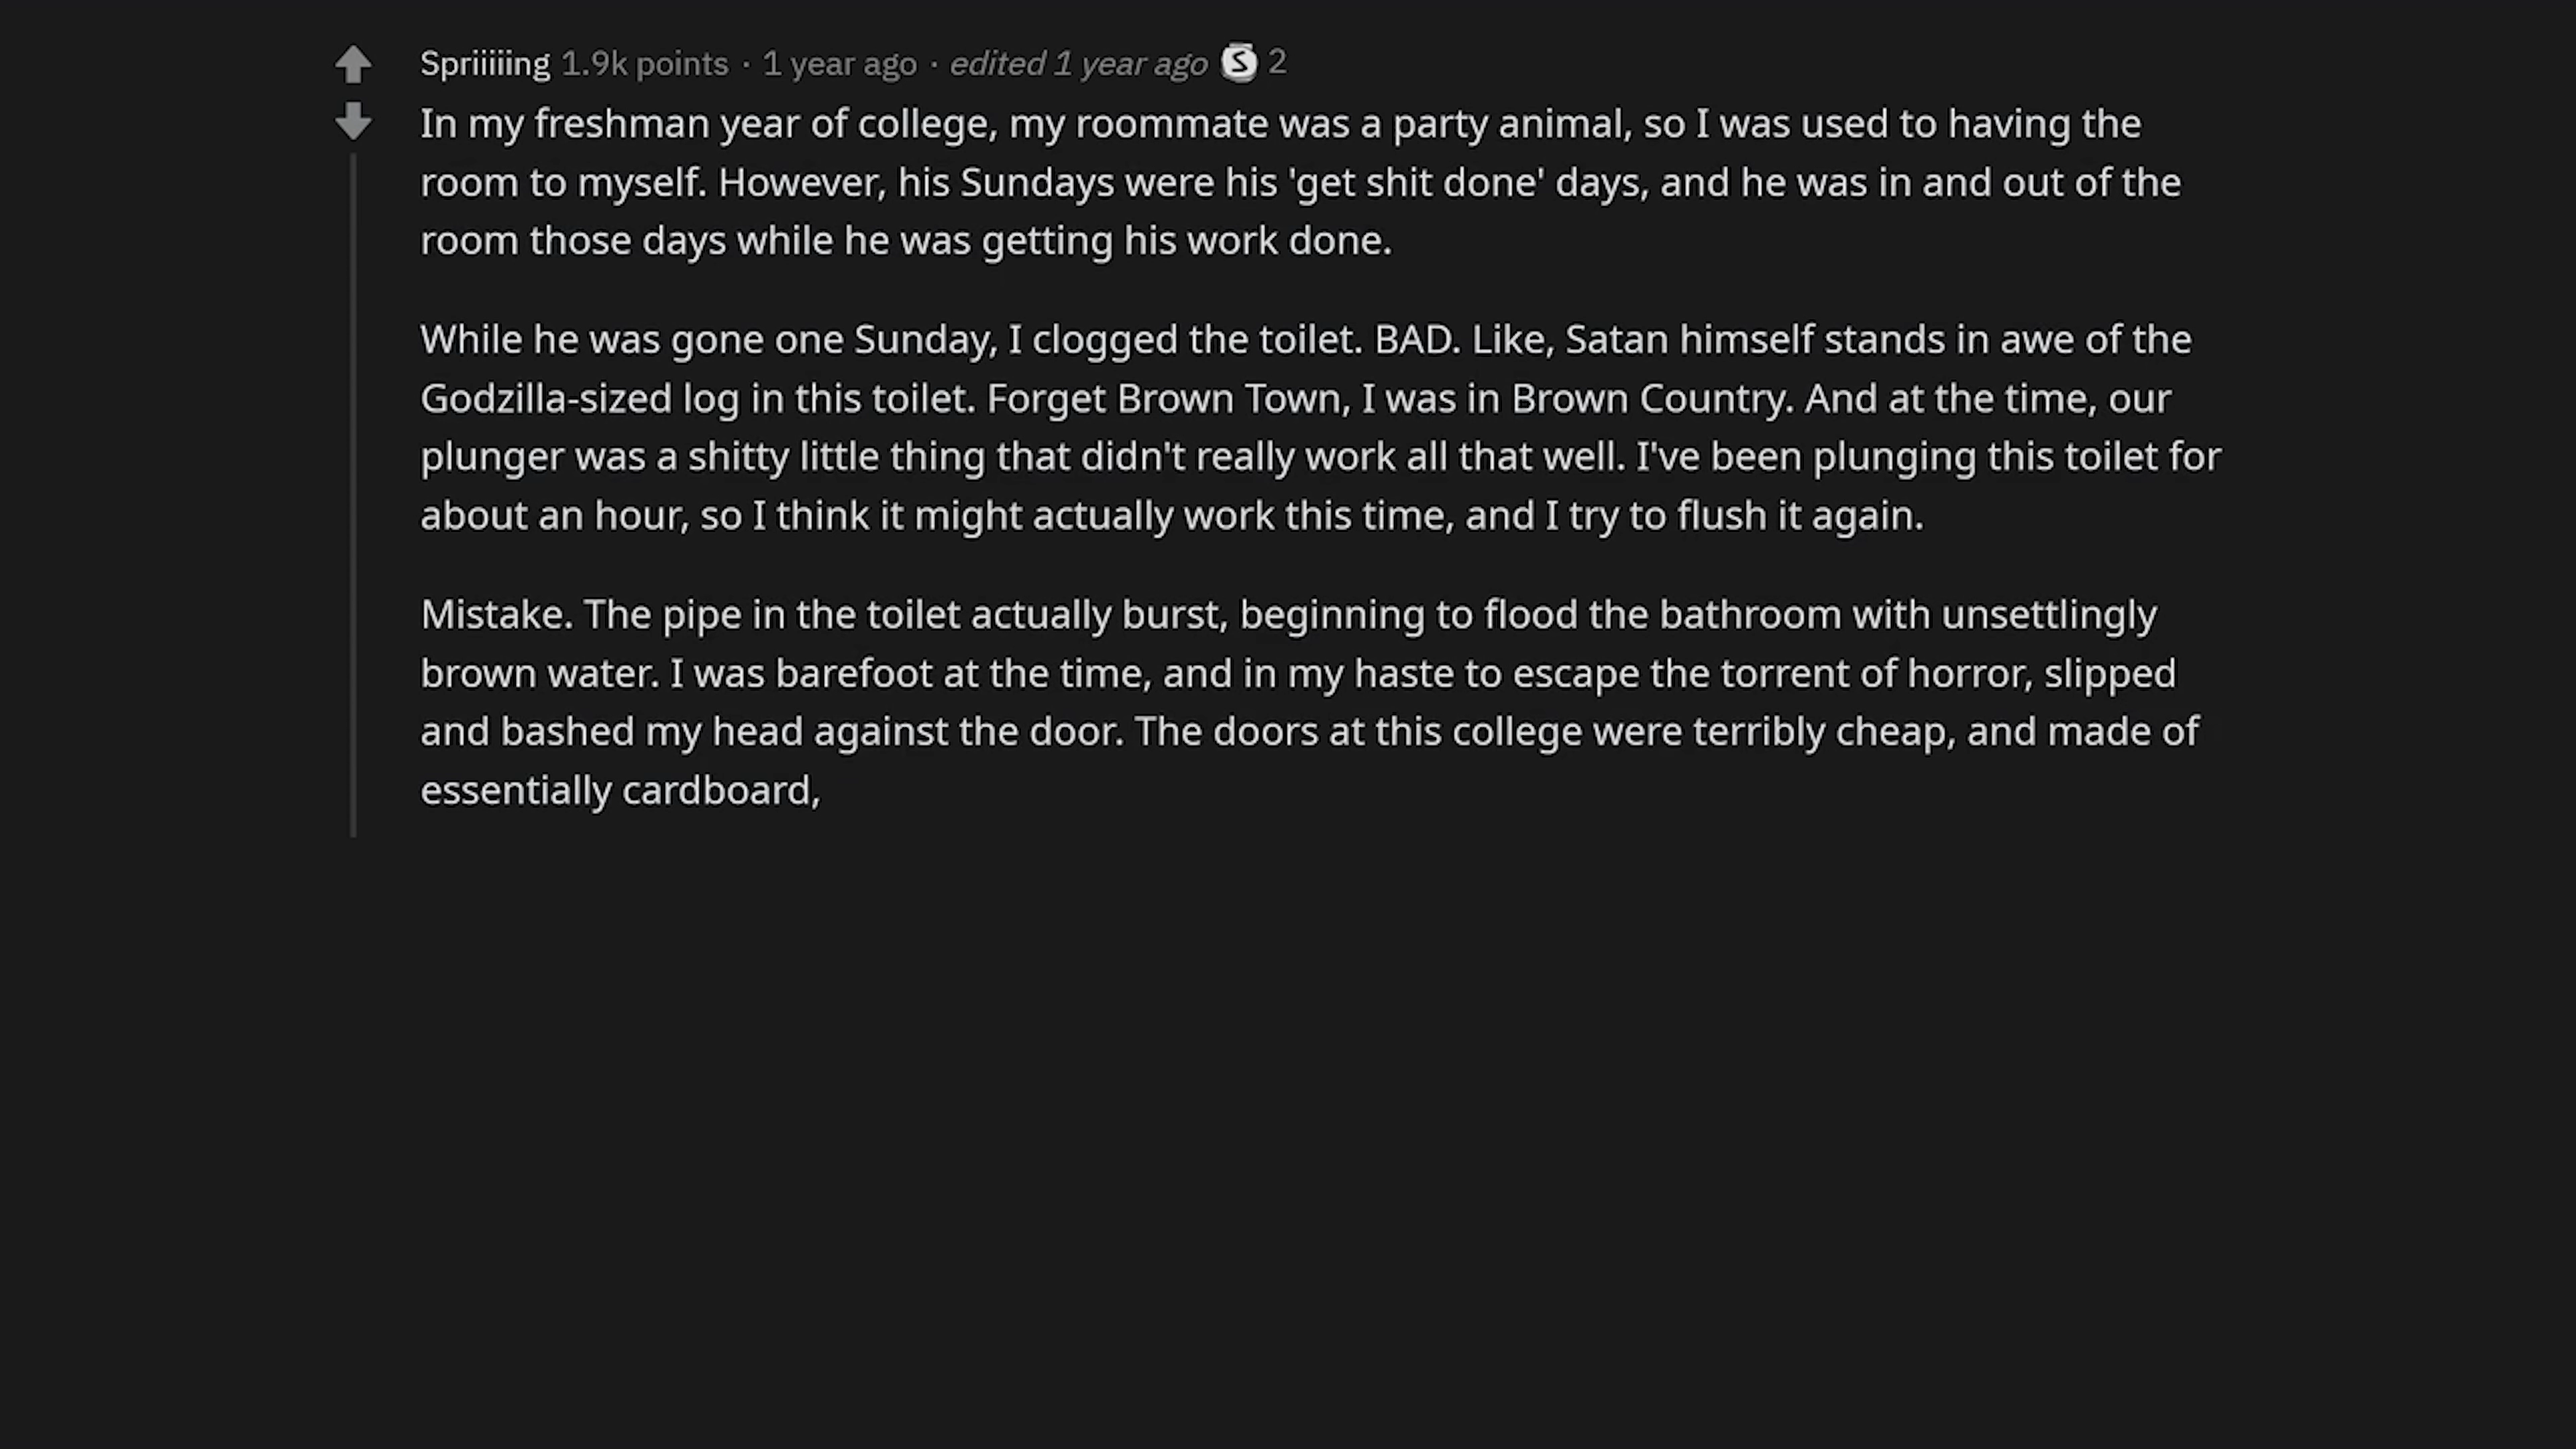 Spriiiiing 1.9k points · 1 year ago · edited 1 year ago S 2
In my freshman year of college, my roommate was a party animal, so I was used to having the
room to myself. However, his Sundays were his 'get shit done' days, and he was in and out of the
room those days while he was getting his work done.
While he was gone one Sunday, I clogged the toilet. BAD. Like, Satan himself stands in awe of the
Godzilla-sized log in this toilet. Forget Brown Town, I was in Brown Country. And at the time, our
plunger was a shitty little thing that didn't really work all that well. I've been plunging this toilet for
about an hour, so I think it might actually work this time, and I try to flush it again.
Mistake. The pipe in the toilet actually burst, beginning to flood the bathroom with unsettlingly
brown water. I was barefoot at the time, and in my haste to escape the torrent of horror, slipped
and bashed my head against the door. The doors at this college were terribly cheap, and made of
essentially cardboard,